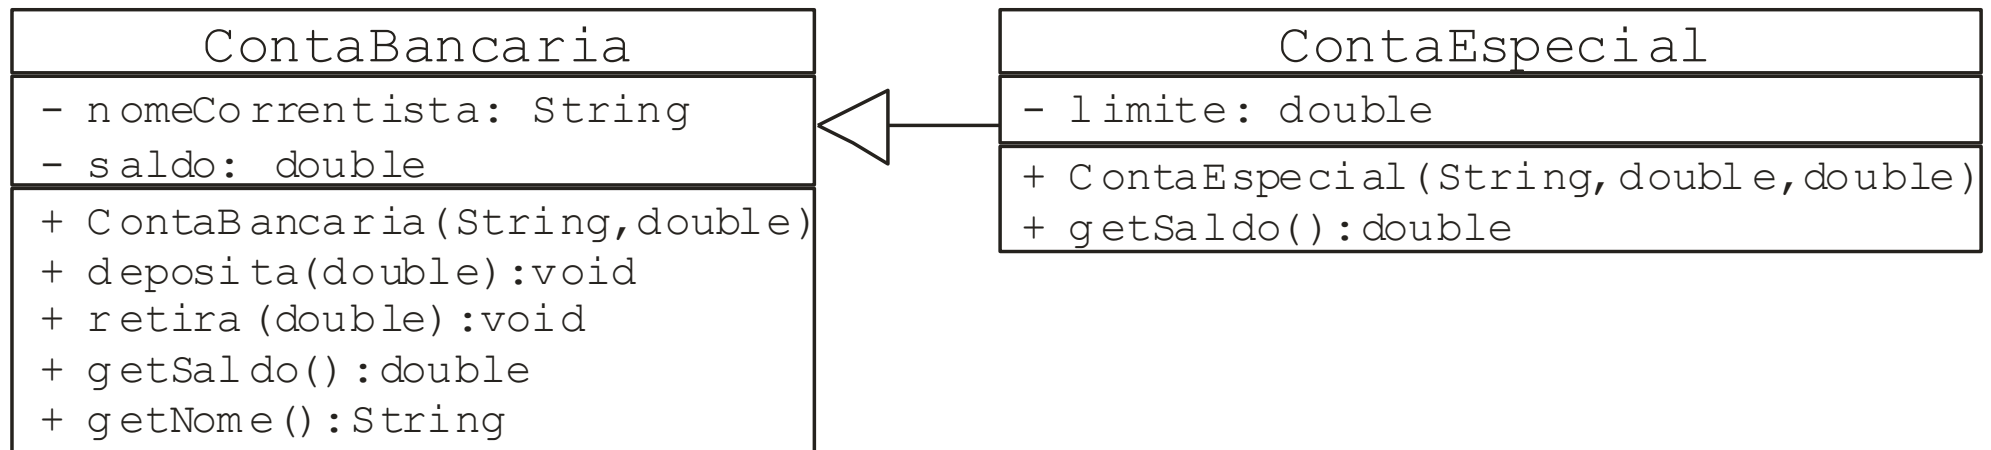 ContaBancaria
- nomeCorrentista: String
- saldo: double
+ ContaBancaria(String,double)
+ deposita(double):void
+ retira(double):void
+ getSaldo():double
+ getNome():String
ContaEspecial
- limite: double
+ ContaEspecial(String,double,double)
+ getSaldo():double